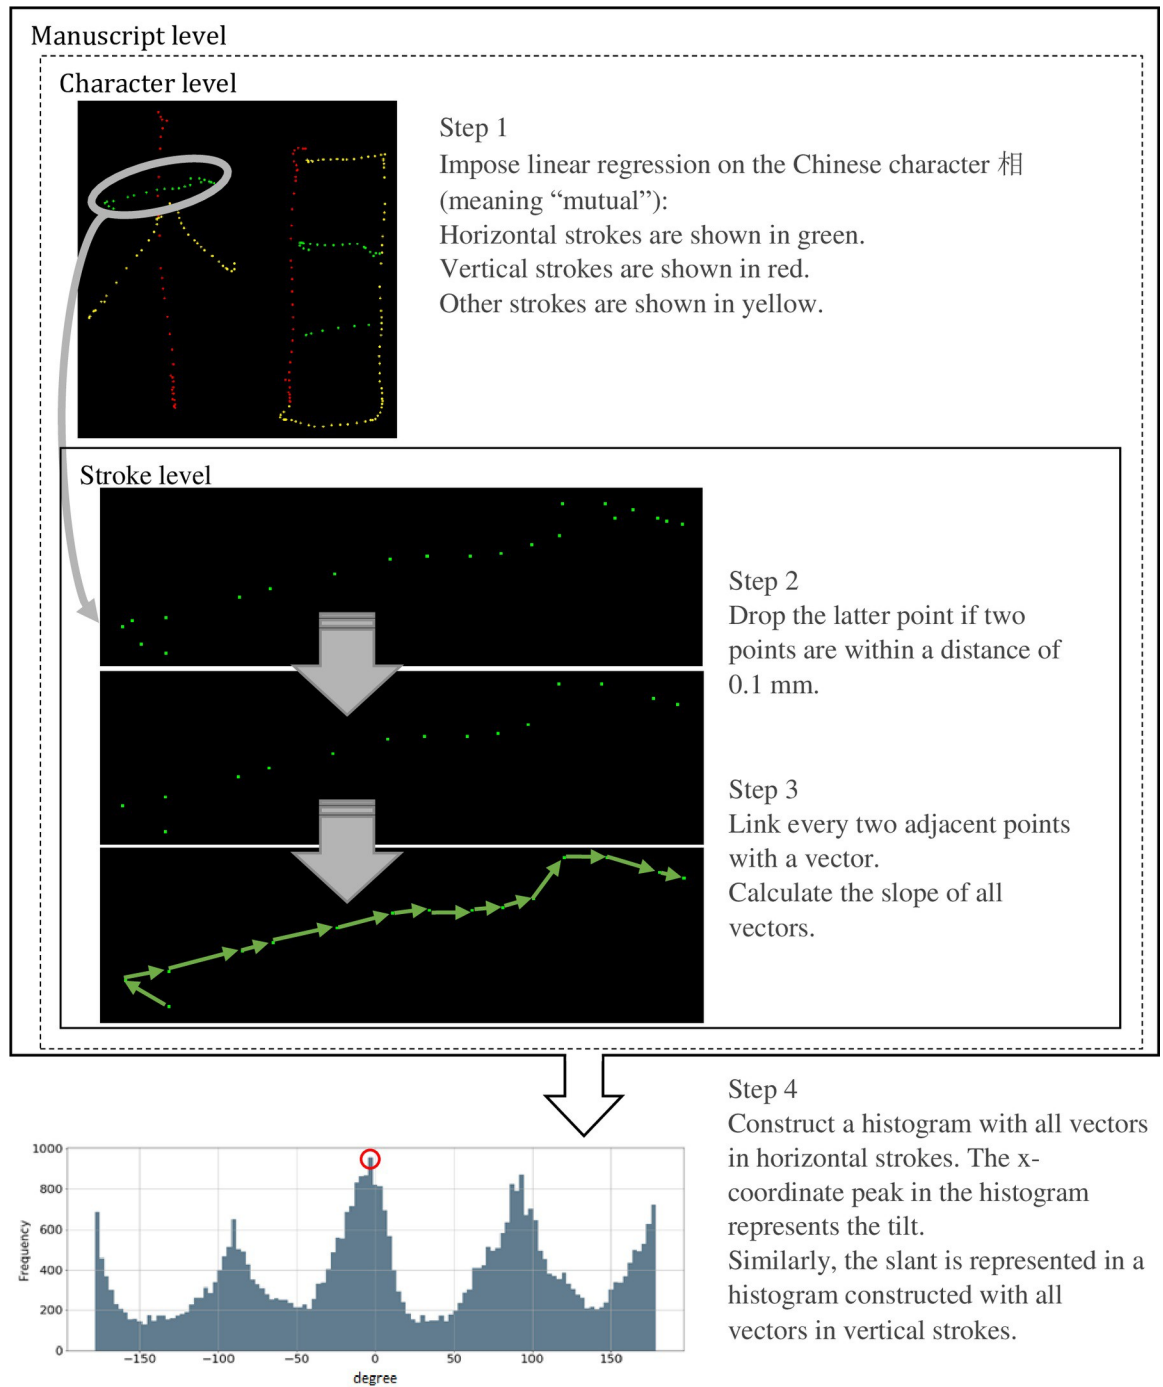 Manuscript level
Character level
Step 1
Impose linear regression on the Chinese character 相
(meaning “mutual”):
Horizontal strokes are shown in green.
Vertical strokes are shown in red.
Other strokes are shown in yellow.
Stroke level
Step 2
Drop the latter point if two
points are within a distance of
0.1 mm.
Step 3
Link every two adjacent points
with a vector.
Calculate the slope of all
vectors.
Step 4
Construct a histogram with all vectors
in horizontal strokes. The x-
coordinate peak in the histogram
represents the tilt.
Similarly, the slant is represented in a
histogram constructed with all
vectors in vertical strokes.
1000
800
600
400
200
0
Frequency
−150 −100 −50 0 50 100 150
degree